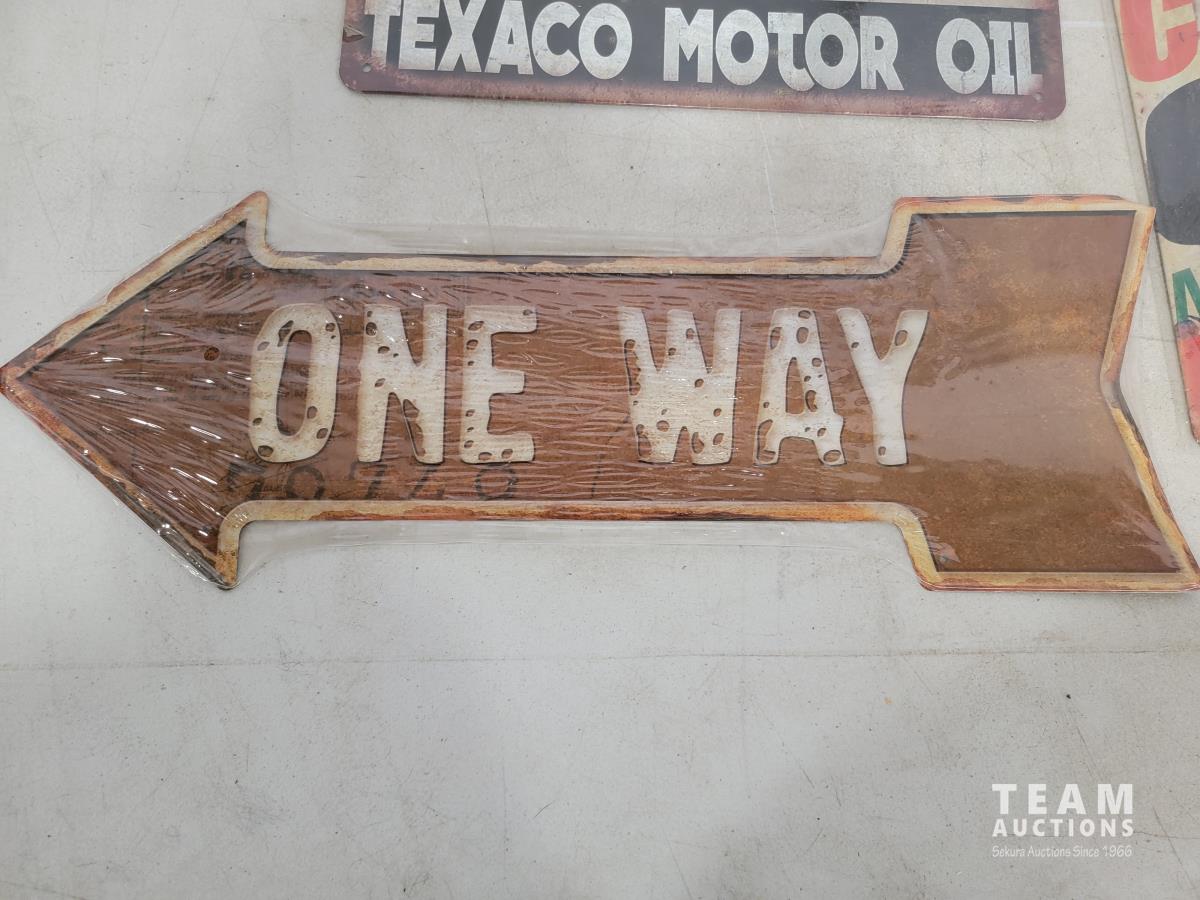 TEXACO MOTOR OIL
ONE WAY
TEAM
AUCTIONS
Sekura Auctions Since 1966